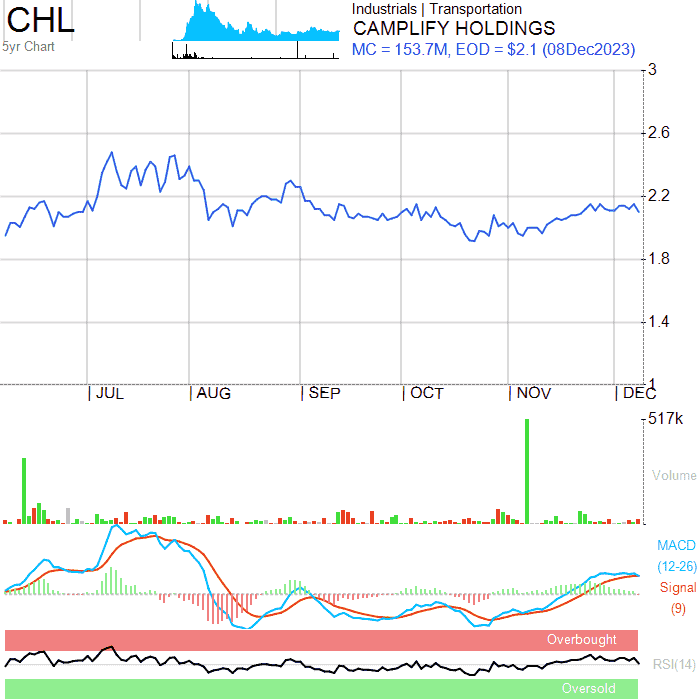 CHL
5yr Chart
Industrials | Transportation
CAMPLIFY HOLDINGS
MC = 153.7M, EOD = $2.1 (08Dec2023)
3
2.6
2.2
1.8
1.4
1
JUL AUG SEP OCT NOV DEC
517k
Volume
MACD
(12-26)
Signal
(9)
Overbought
RSI(14)
Oversold